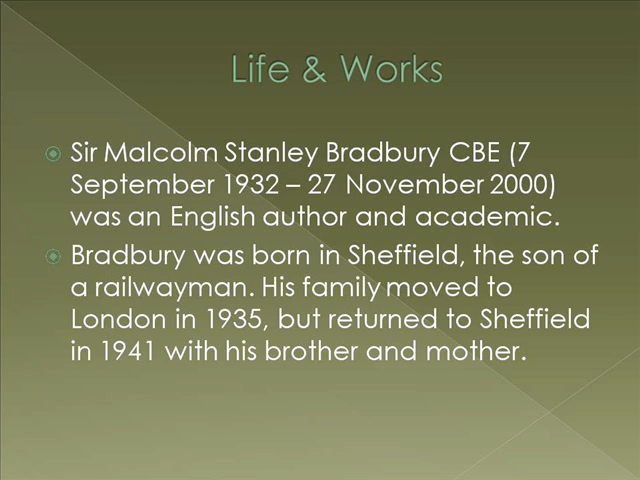 Life & Works
Sir Malcolm Stanley Bradbury CBE (7
September 1932 – 27 November 2000)
was an English author and academic.
Bradbury was born in Sheffield, the son of
a railwayman. His family moved to
London in 1935, but returned to Sheffield
in 1941 with his brother and mother.